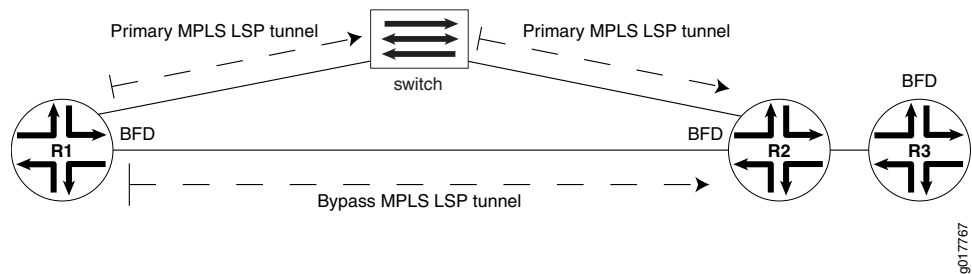 Primary MPLS LSP tunnel
Primary MPLS LSP tunnel
switch
BFD
R1
BFD
BFD
R2
R3
Bypass MPLS LSP tunnel
g017767